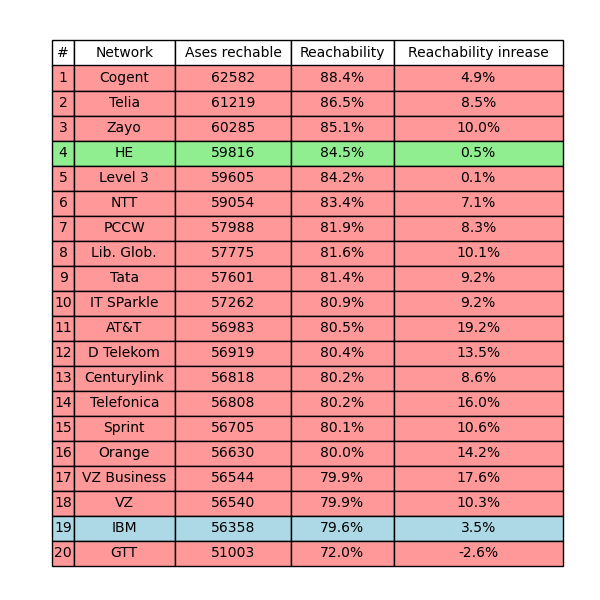 # Network Ases rechable Reachability Reachability inrease
1 Cogent 62582 88.4% 4.9%
2 Telia 61219 86.5% 8.5%
3 Zayo 60285 85.1% 10.0%
4 HE 59816 84.5% 0.5%
5 Level 3 59605 84.2% 0.1%
6 NTT 59054 83.4% 7.1%
7 PCCW 57988 81.9% 8.3%
8 Lib. Glob. 57775 81.6% 10.1%
9 Tata 57601 81.4% 9.2%
10 IT SParkle 57262 80.9% 9.2%
11 AT&T 56983 80.5% 19.2%
12 D Telekom 56919 80.4% 13.5%
13 Centurylink 56818 80.2% 8.6%
14 Telefonica 56808 80.2% 16.0%
15 Sprint 56705 80.1% 10.6%
16 Orange 56630 80.0% 14.2%
17 VZ Business 56544 79.9% 17.6%
18 VZ 56540 79.9% 10.3%
19 IBM 56358 79.6% 3.5%
20 GTT 51003 72.0% -2.6%